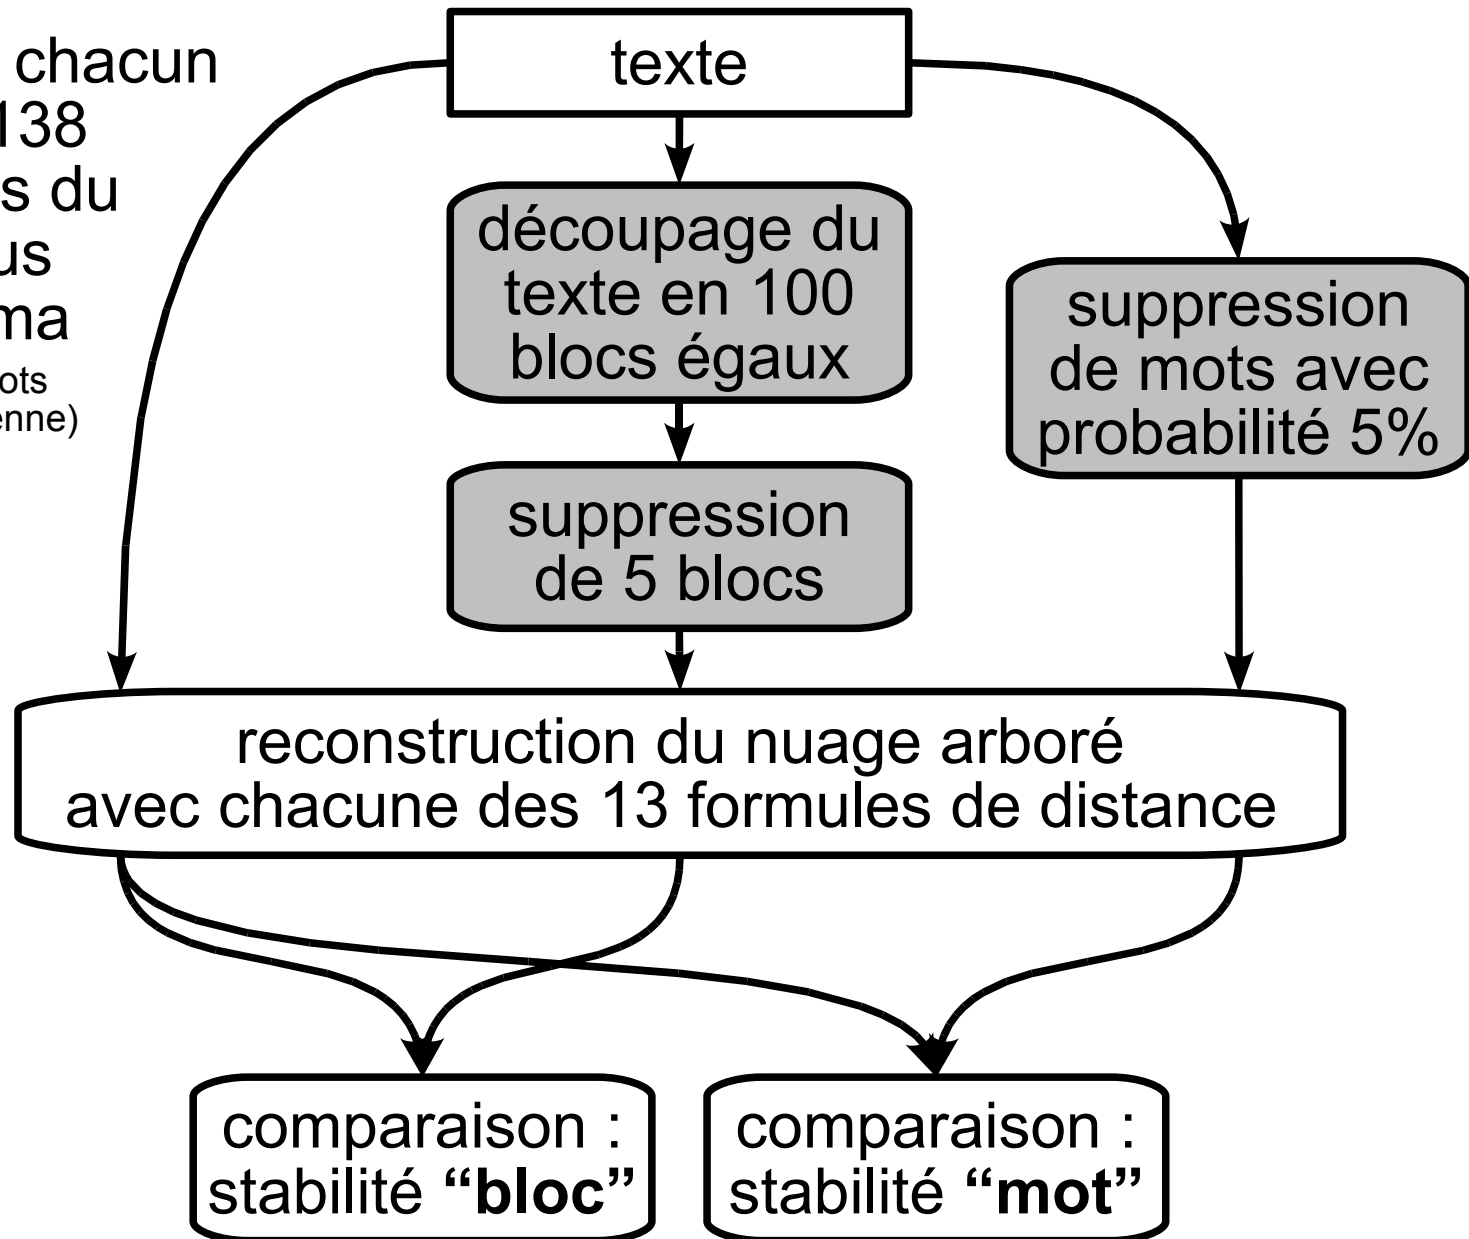 chacun
138
s du
us
ma
ots
enne)
texte
découpage du
texte en 100
blocs égaux
suppression
de mots avec
probabilité 5%
suppression
de 5 blocs
reconstruction du nuage arboré
avec chacune des 13 formules de distance
comparaison :
stabilité “bloc”
comparaison :
stabilité “mot”